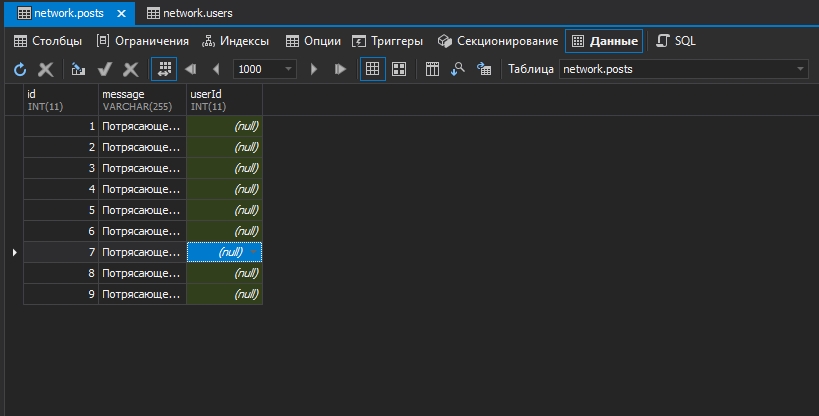 network.posts network.users
Столбцы Ограничения Индексы Опции Триггеры Секционирование Данные SQL
1000 Таблица network.posts
id message userId
INT(11) VARCHAR(255) INT(11)
1 Потрясающе... (null)
2 Потрясающе... (null)
3 Потрясающе... (null)
4 Потрясающе... (null)
5 Потрясающе... (null)
6 Потрясающе... (null)
7 Потрясающе... (null)
8 Потрясающе... (null)
9 Потрясающе... (null)